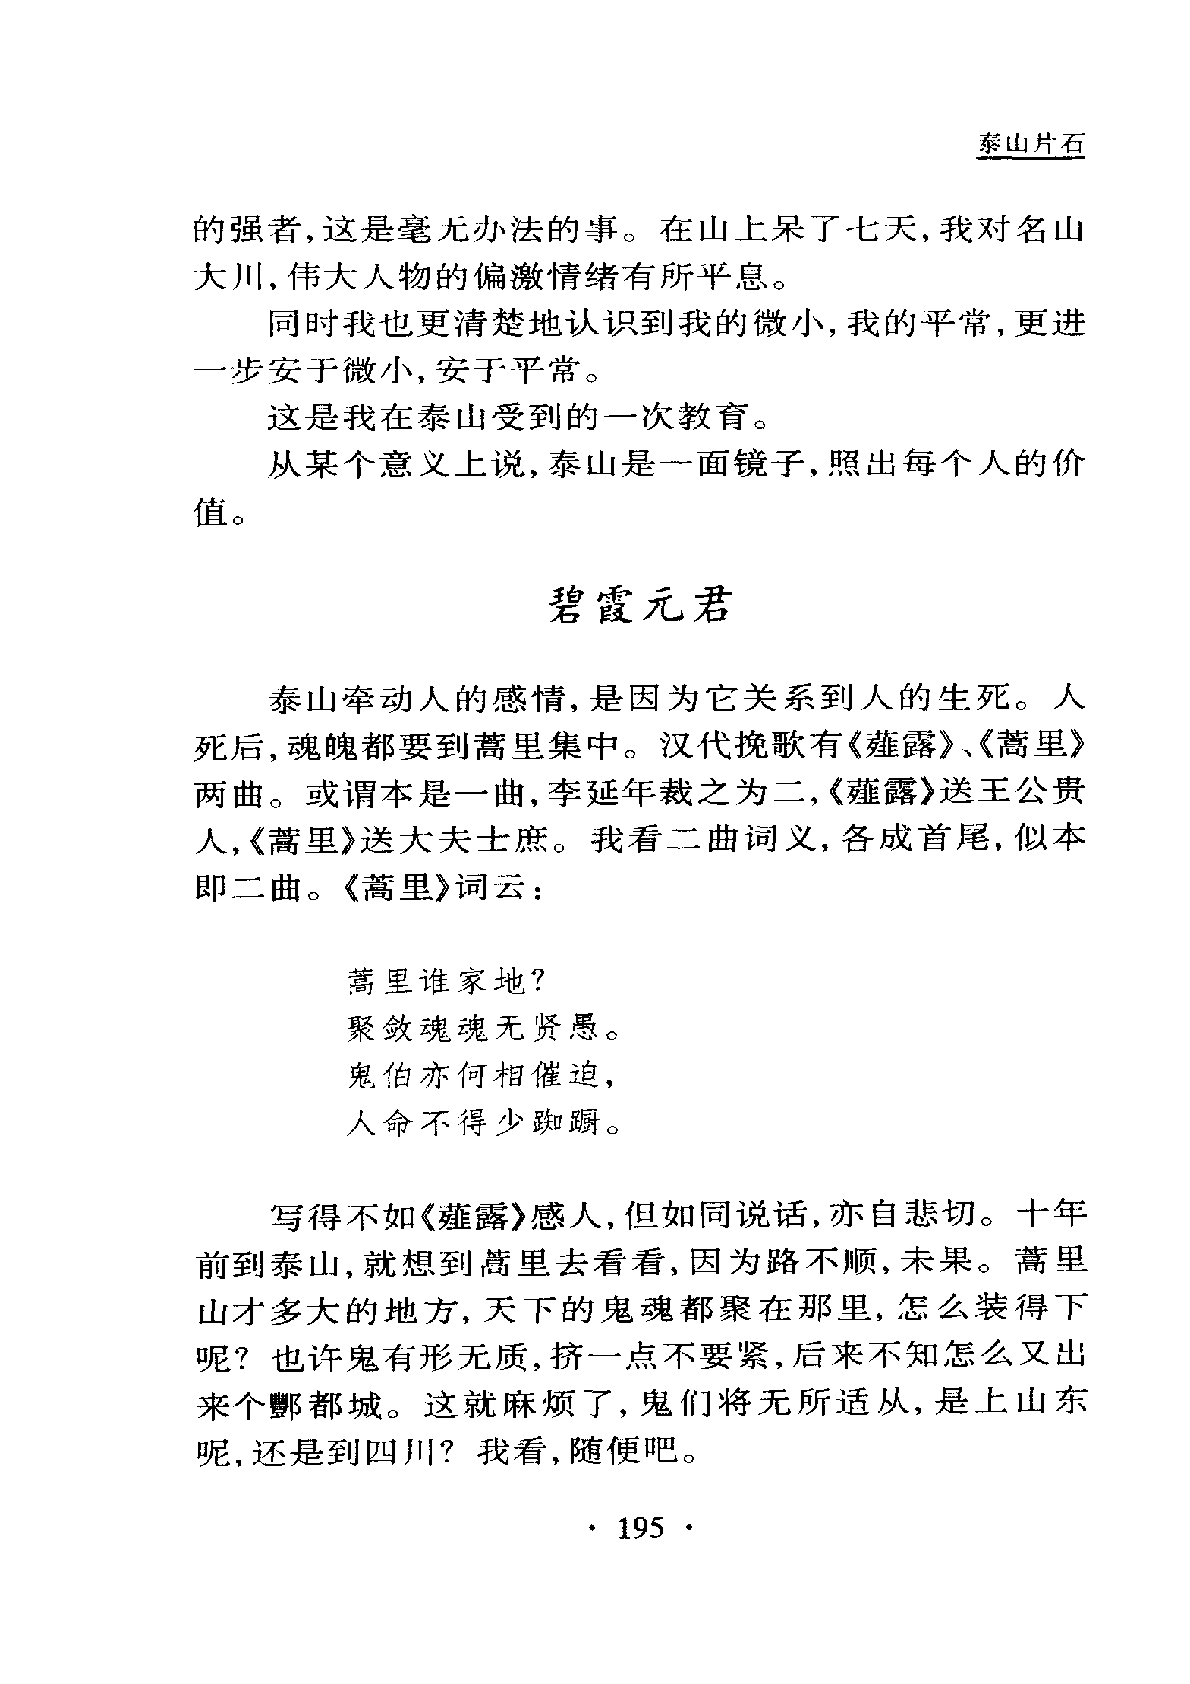 泰山片石
的强者,这是毫无办法的事。在山上呆了七天,我对名山
大川,伟大人物的偏激情绪有所平息。
同时我也更清楚地认识到我的微小,我的平常,更进
一步安于微小,安于平常。
这是我在泰山受到的一次教育。
从某个意义上说,泰山是一面镜子,照出每个人的价
值。
碧霞元君
泰山牵动人的感情,是因为它关系到人的生死。人
死后,魂魄都要到蒿里集中。汉代挽歌有《薤露》、《蒿里》
两曲。或谓本是一曲,李延年裁之为二,《薤露》送王公贵
人,《蒿里》送大夫士庶。我看二曲词义,各成首尾,似本
即二曲。《蒿里》词云:
蒿里谁家地?
聚敛魂魂无贤愚。
鬼伯亦何相催迫,
人命不得少踟蹰。
写得不如《薤露》感人,但如同说话,亦自悲切。十年
前到泰山,就想到蒿里去看看,因为路不顺,未果。蒿里
山才多大的地方,天下的鬼魂都聚在那里,怎么装得下
呢? 也许鬼有形无质,挤一点不要紧,后来不知怎么又出
来个酆都城。这就麻烦了,鬼们将无所适从,是上山东
呢,还是到四川? 我看,随便吧。
· 195 ·